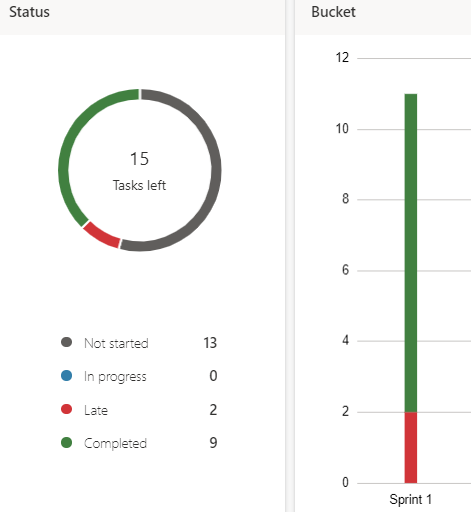 Status
15
Tasks left
Not started 13
In progress 0
Late 2
Completed 9
Bucket
12
10
8
6
4
2
0
Sprint 1